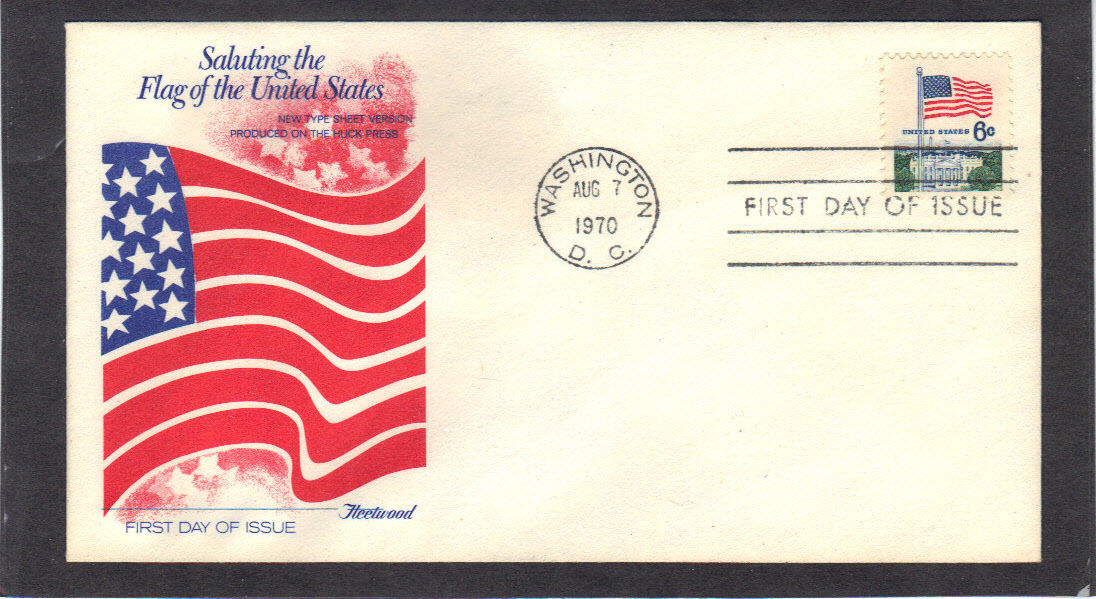 Saluting the
Flag of the United States
NEW TYPE SHEET VERSION
PRODUCED ON THE HUCK PRESS
UNITED STATES 6c
WASHINGTON
AUG 7
1970
D. C.
FIRST DAY OF ISSUE
Fleetwood
FIRST DAY OF ISSUE